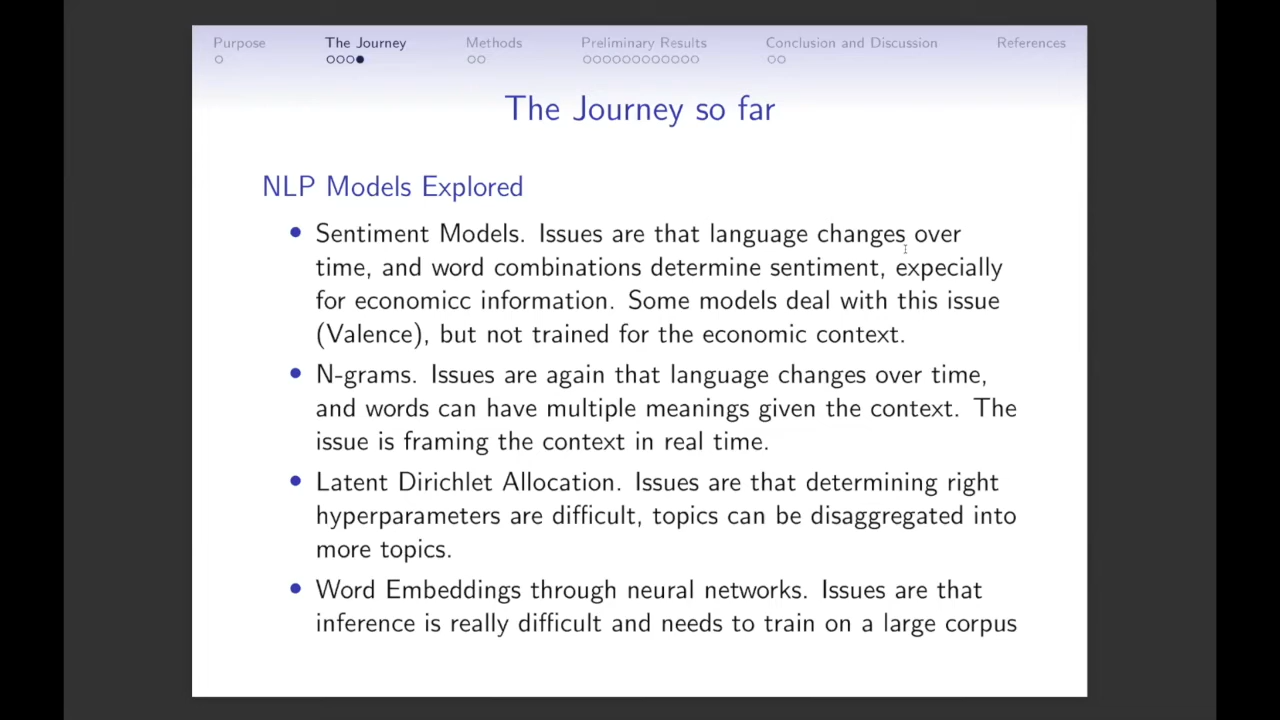 Purpose
The Journey
Methods
Preliminary Results
Conclusion and Discussion
References
The Journey so far
NLP Models Explored
• Sentiment Models. Issues are that language changes over
time, and word combinations determine sentiment, expecially
for economicc information. Some models deal with this issue
(Valence), but not trained for the economic context.
• N-grams. Issues are again that language changes over time,
and words can have multiple meanings given the context. The
issue is framing the context in real time.
• Latent Dirichlet Allocation. Issues are that determining right
hyperparameters are difficult, topics can be disaggregated into
more topics.
• Word Embeddings through neural networks. Issues are that
inference is really difficult and needs to train on a large corpus